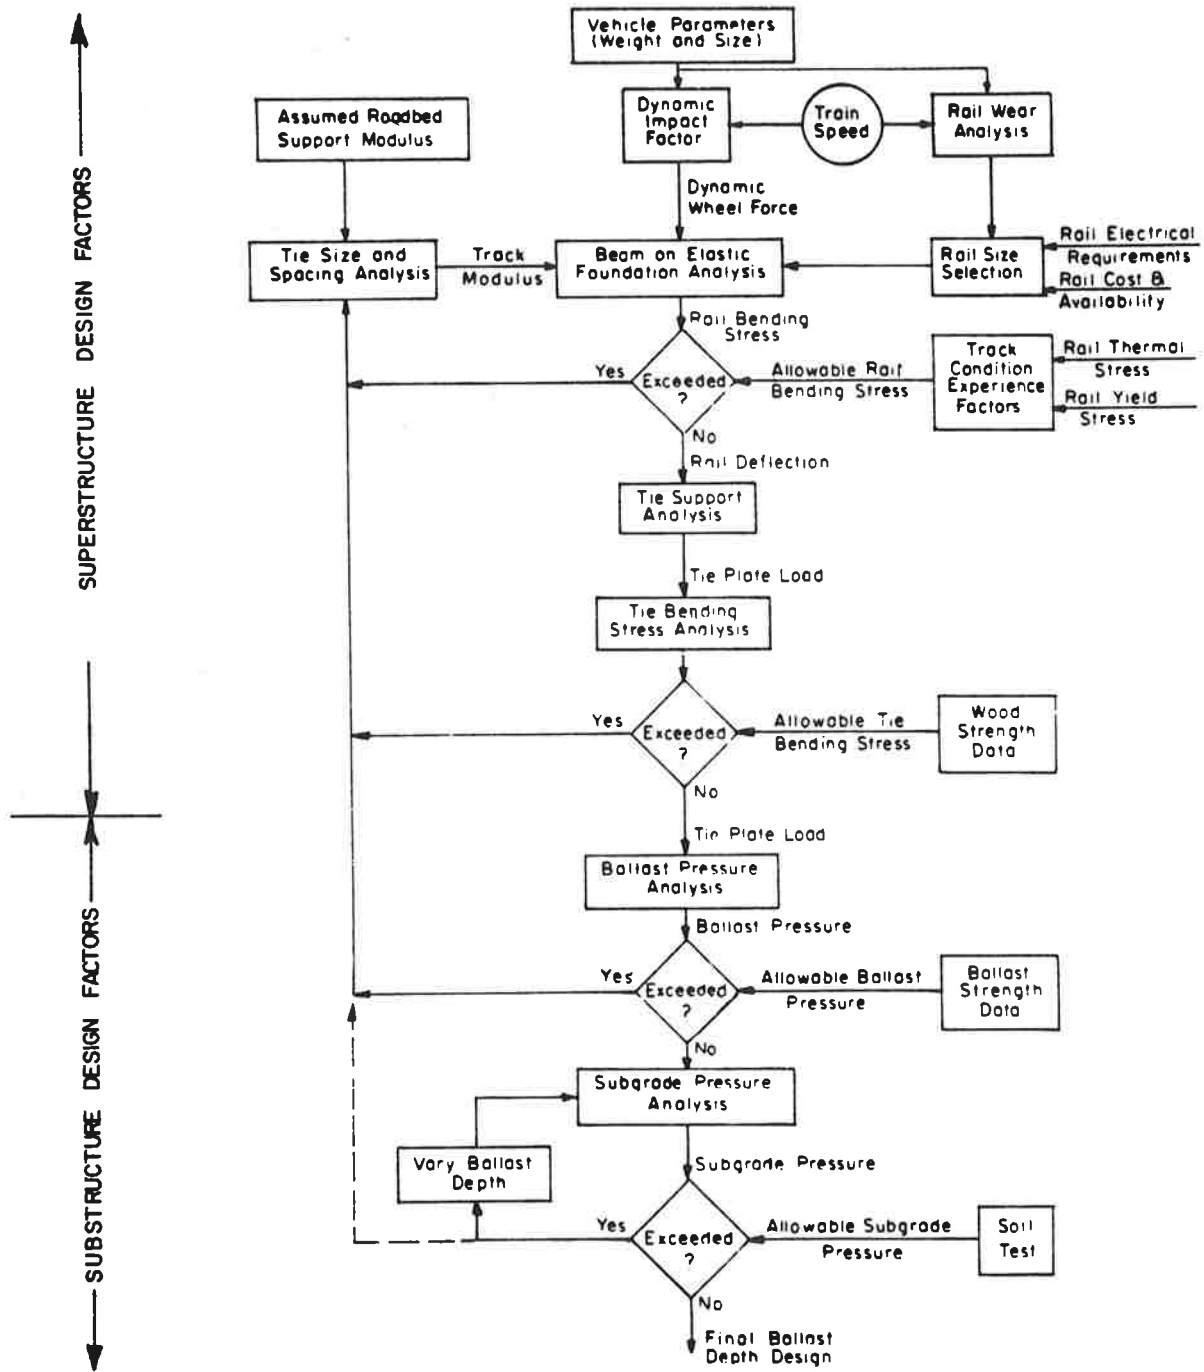 Vehicle Parameters
(Weight and Size)
Dynamic
Impact
Factor
Train
Speed
Rail Wear
Analysis
Assumed Roadbed
Support Modulus
Dynamic
Wheel Force
Tie Size and
Spacing Analysis
Track
Modulus
Beam on Elastic
Foundation Analysis
Rail Size
Selection
Rail Electrical
Requirements
Rail Cost &
Availability
Rail Bending
Stress
Yes
Exceeded
?
Allowable Rail
Bending Stress
Track
Condition
Experience
Factors
Rail Thermal
Stress
Rail Yield
Stress
No
Rail Deflection
Tie Support
Analysis
Tie Plate Load
Tie Bending
Stress Analysis
Yes
Exceeded
?
Allowable Tie
Bending Stress
Wood
Strength
Data
No
Tie Plate Load
Ballast Pressure
Analysis
Ballast Pressure
Yes
Exceeded
?
Allowable Ballast
Pressure
Ballast
Strength
Data
No
Subgrade Pressure
Analysis
Vary Ballast
Depth
Subgrade Pressure
Yes
Exceeded
?
Allowable Subgrade
Pressure
Soil
Test
No
Final Ballast
Depth Design
SUPERSTRUCTURE DESIGN FACTORS
SUBSTRUCTURE DESIGN FACTORS